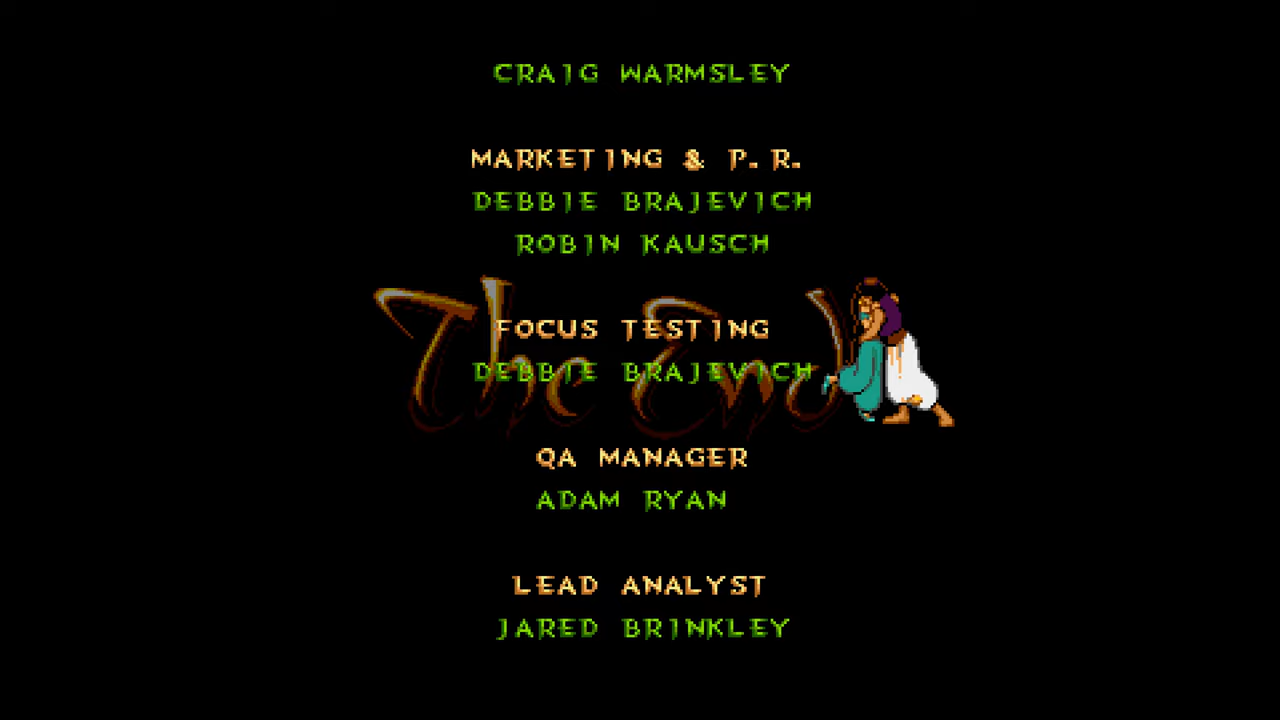 CRAIG WARMSLEY
MARKETING & P.R.
DEBBIE BRAJEVICH
ROBIN KAUSCH
The End
FOCUS TESTING
DEBBIE BRAJEVICH
QA MANAGER
ADAM RYAN
LEAD ANALYST
JARED BRINKLEY